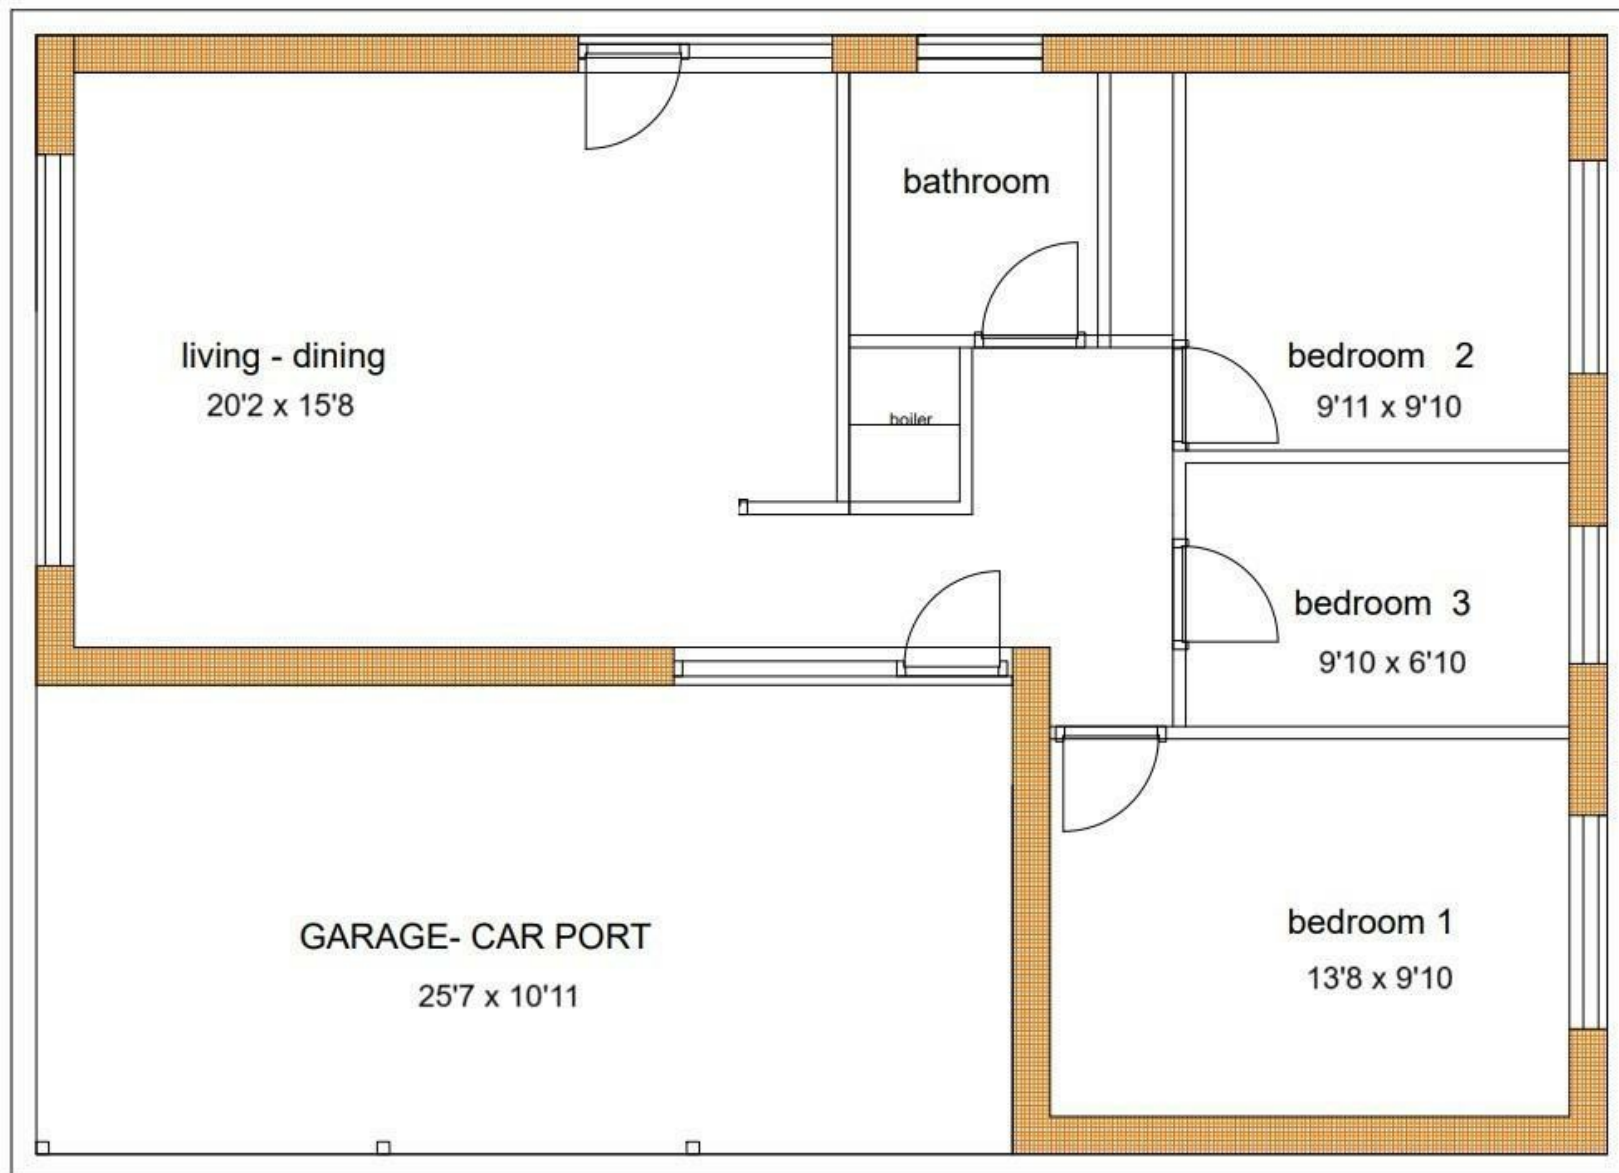 bathroom
living - dining
20'2 x 15'8
boiler
bedroom 2
9'11 x 9'10
bedroom 3
9'10 x 6'10
GARAGE- CAR PORT
25'7 x 10'11
bedroom 1
13'8 x 9'10